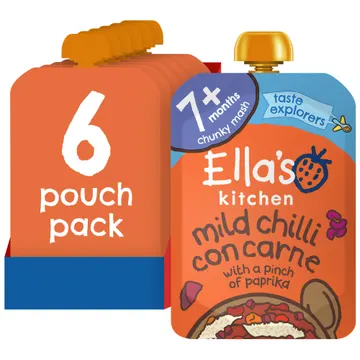 6
pouch
pack
7+
months
chunky mash
taste
explorers
Ella's
kitchen
mild chilli
con carne
with a pinch
of paprika